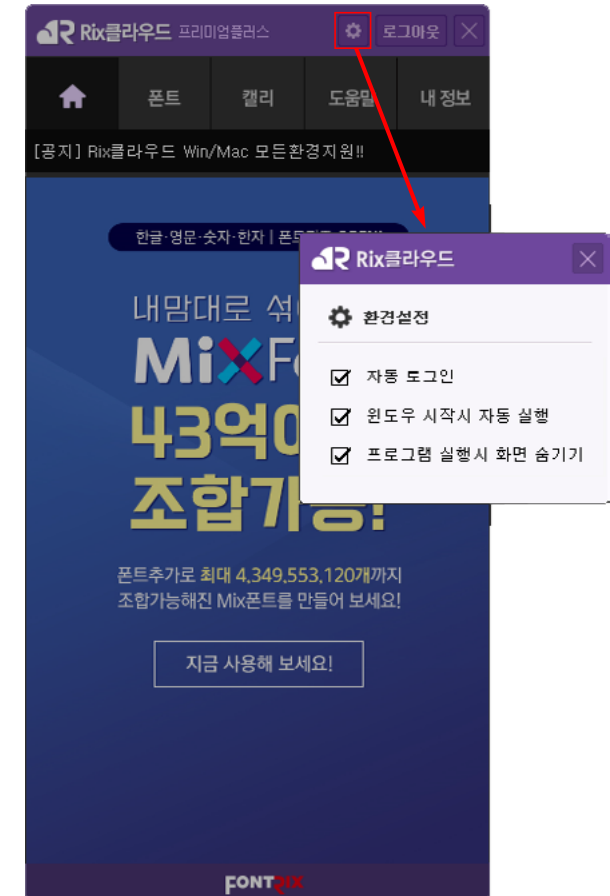 Rix클라우드 프리미엄플러스
로그아웃
폰트 캘리 도움말 내 정보
[공지] Rix클라우드 Win/Mac 모든환경지원!!
한글·영문·숫자·한자 | 폰트
내맘대로 섞
MiXFo
43억
조합가능!
폰트추가로 최대 4,349,553,120개까지
조합가능해진 Mix폰트를 만들어 보세요!
지금 사용해 보세요!
FONTRIX
Rix클라우드
환경설정
자동 로그인
윈도우 시작시 자동 실행
프로그램 실행시 화면 숨기기